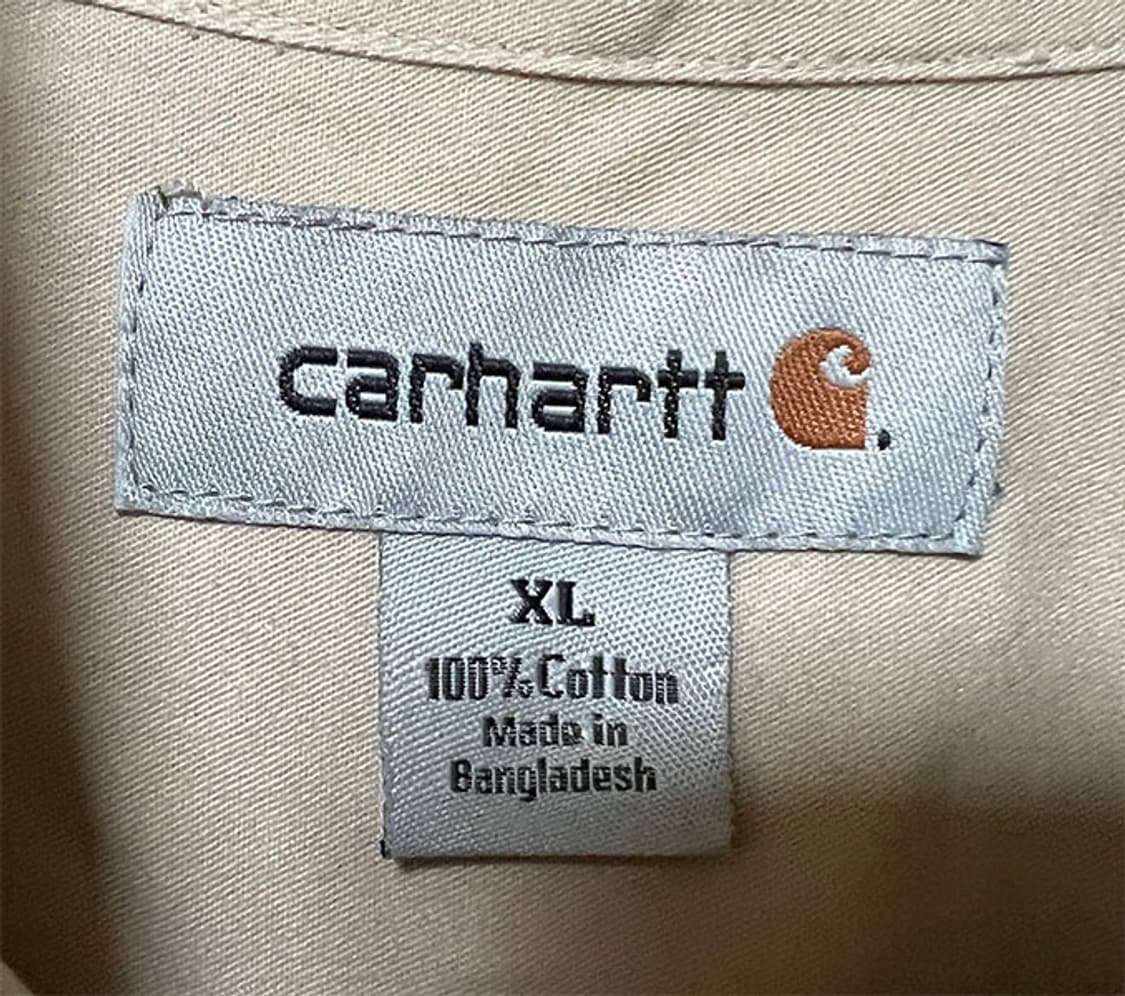 carhartt
XL
100% Cotton
Made in
Bangladesh